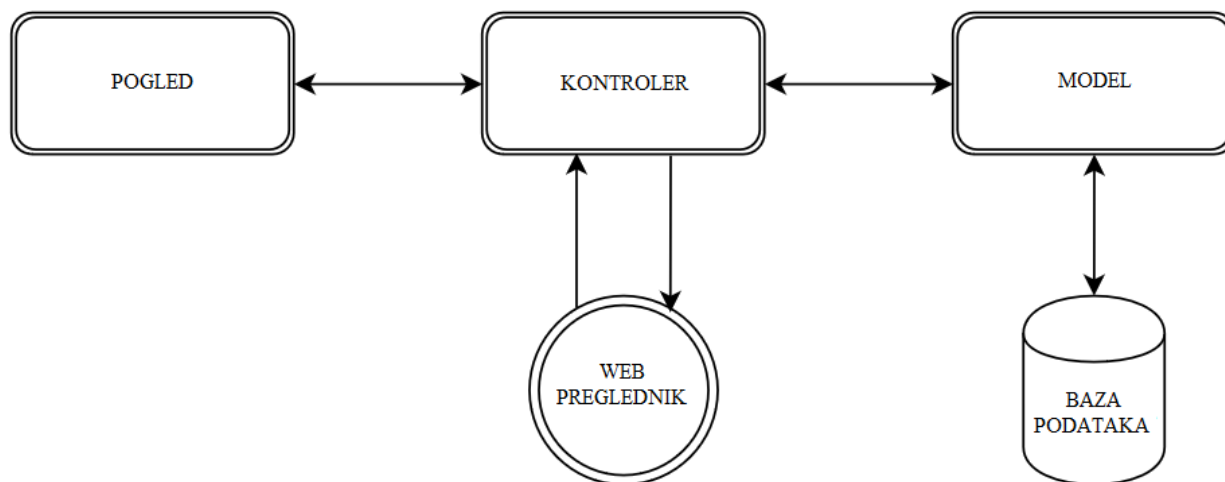 POGLED
KONTROLER
MODEL
WEB
PREGLEDNIK
BAZA
PODATAKA